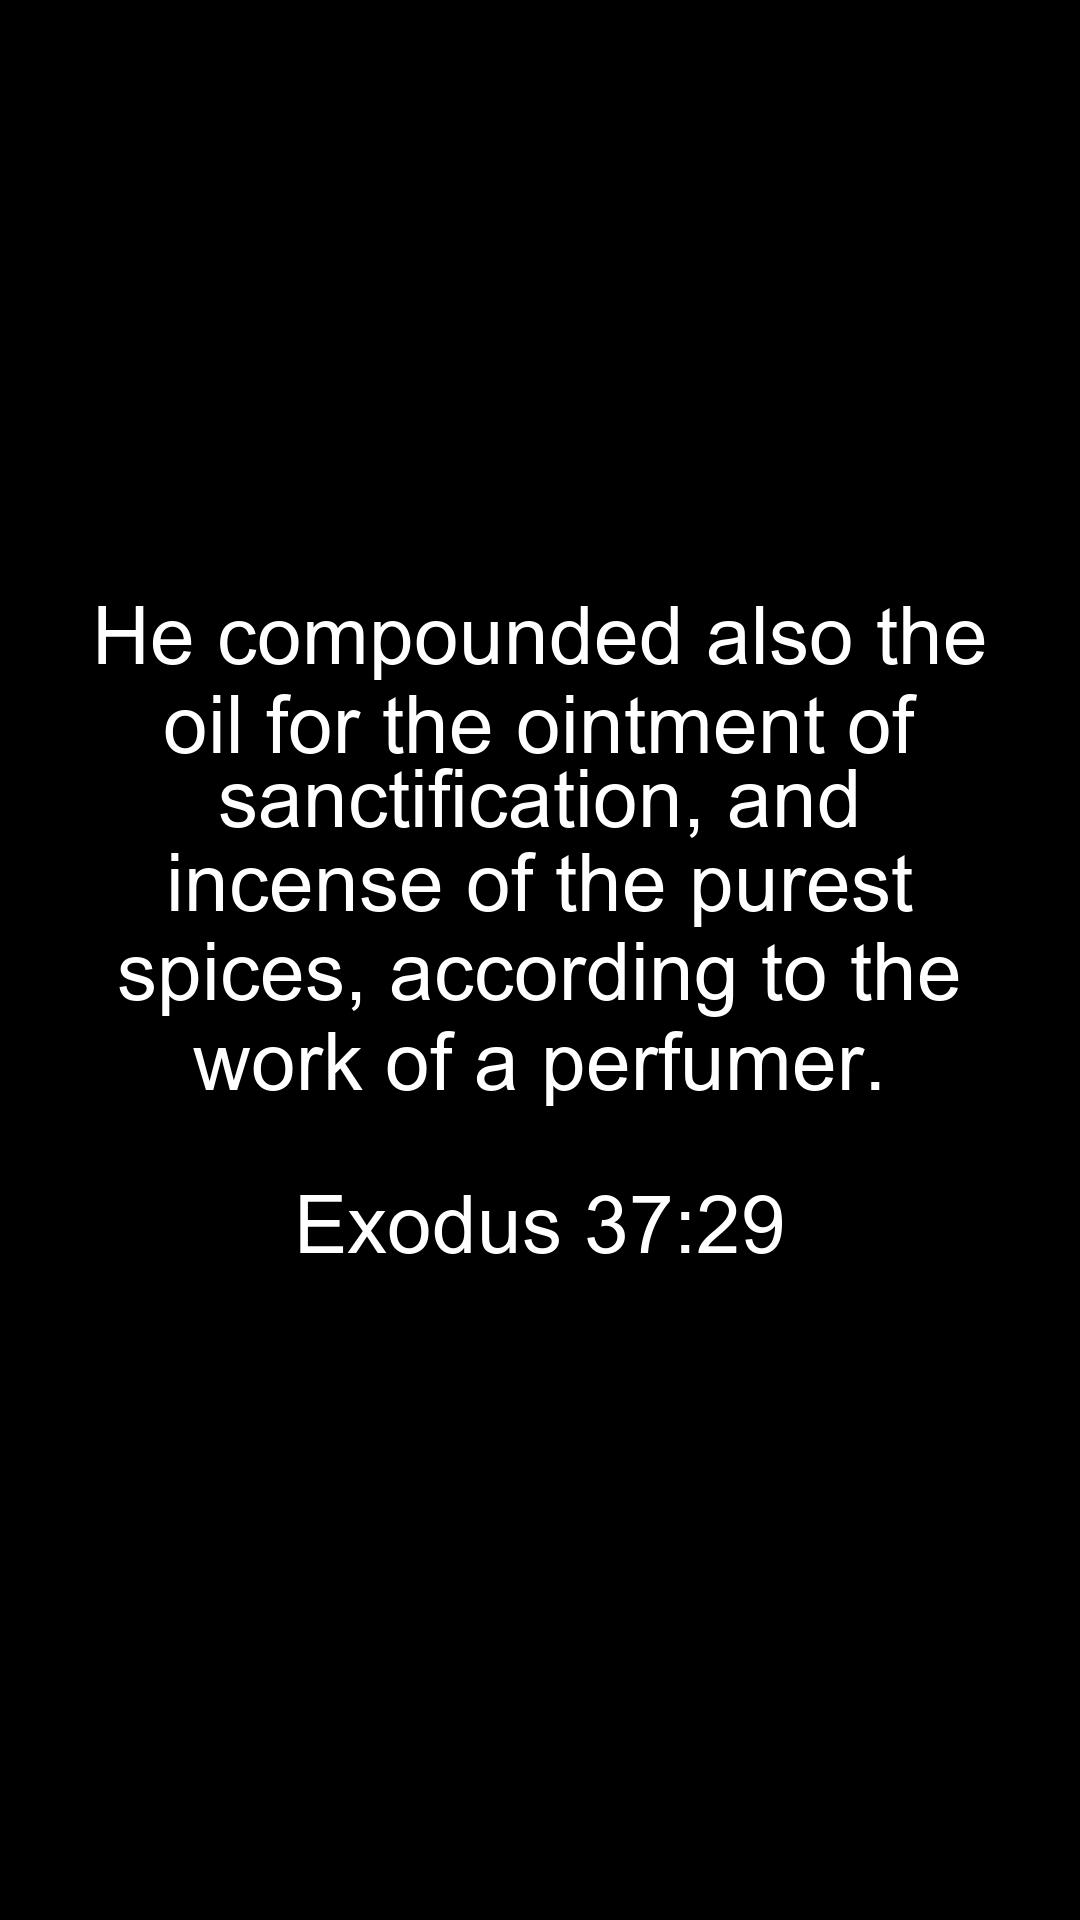 He compounded also the
oil for the ointment of
sanctification, and
incense of the purest
spices, according to the
work of a perfumer.
Exodus 37:29